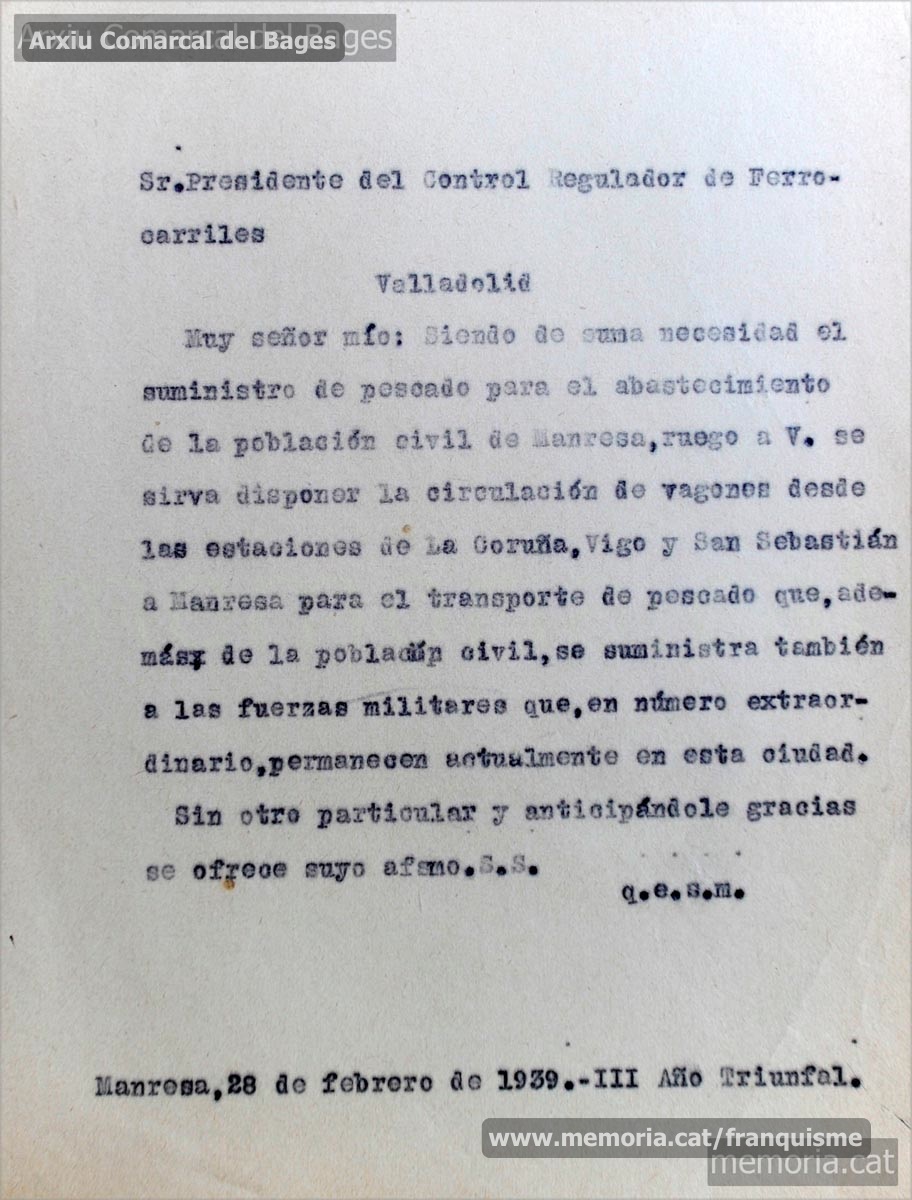 Arxiu Comarcal del Bages
Arxiu Comarcal del Bages
Sr.Presidente del Control Regulador de Ferro-
carriles
Valladolid
Muy señor mío: Siendo de suma necesidad el
suministro de pescado para el abastecimiento
de la población civil de Manresa,ruego a V. se
sirva disponer la circulación de vagones desde
las estaciones de La Coruña,Vigo y San Sebastián
a Manresa para el transporte de pescado que,ade-
más de la población civil,se suministra también
a las fuerzas militares que,en número extraor-
dinario,permanecen actualmente en esta ciudad.
Sin otro particular y anticipándole gracias
se ofrece suyo afsmo.S.S.
q.e.s.m.
Manresa,28 de febrero de 1939.-III Año Triunfal.
www.memoria.cat/franquisme
memoria.cat